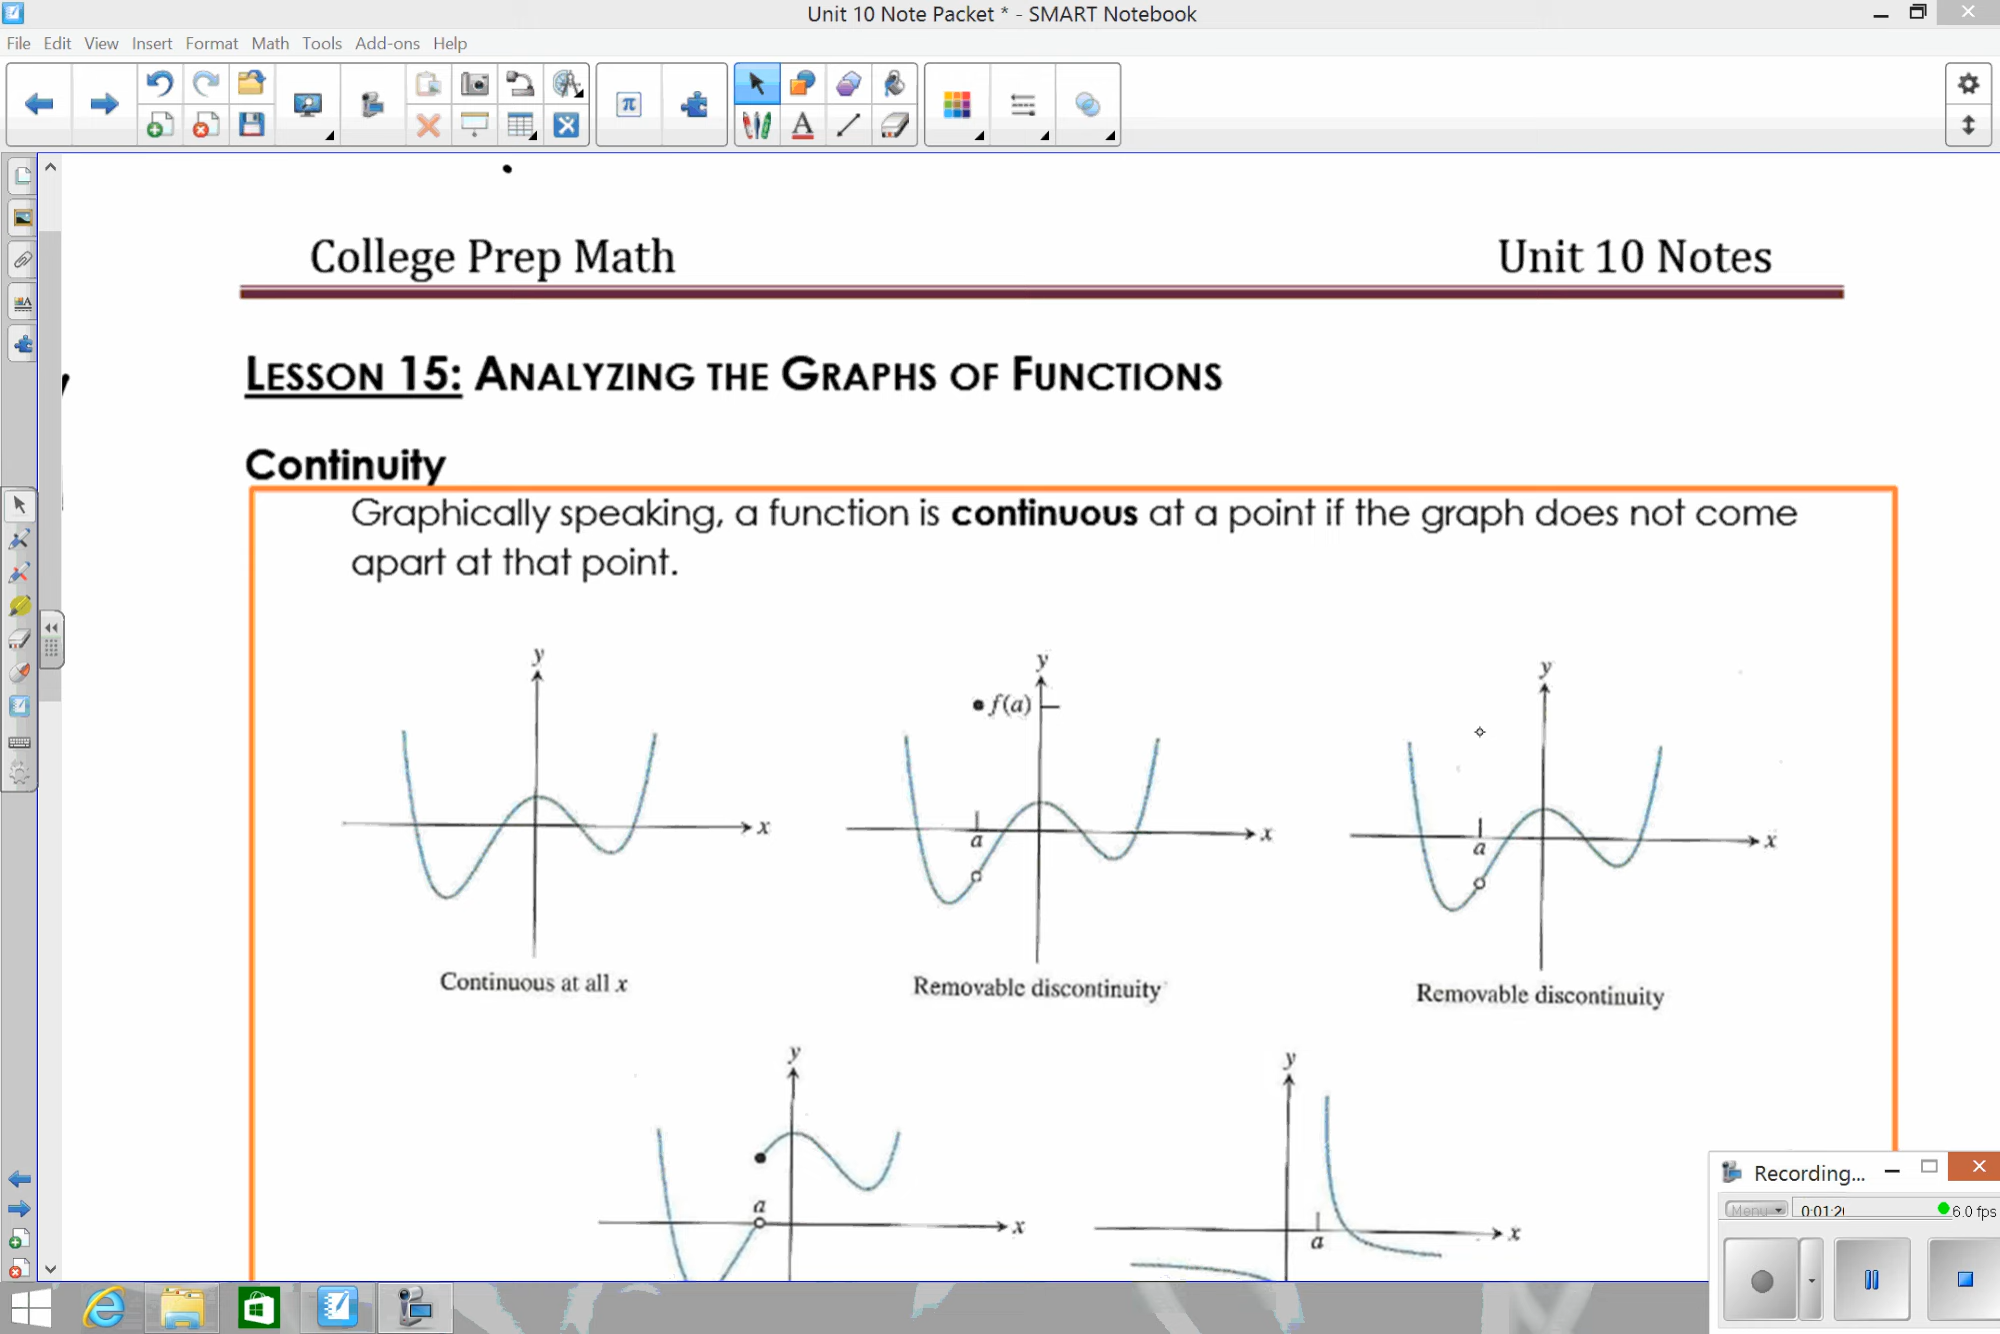 Unit 10 Note Packet * - SMART Notebook
File Edit View Insert Format Math Tools Add-ons Help
College Prep Math Unit 10 Notes
LESSON 15: ANALYZING THE GRAPHS OF FUNCTIONS
Continuity
Graphically speaking, a function is continuous at a point if the graph does not come
apart at that point.
y
x
Continuous at all x
y
f(a)
a
x
Removable discontinuity
y
a
x
Removable discontinuity
y
a
x
y
a
x
Recording...
Menu
6.0 fps